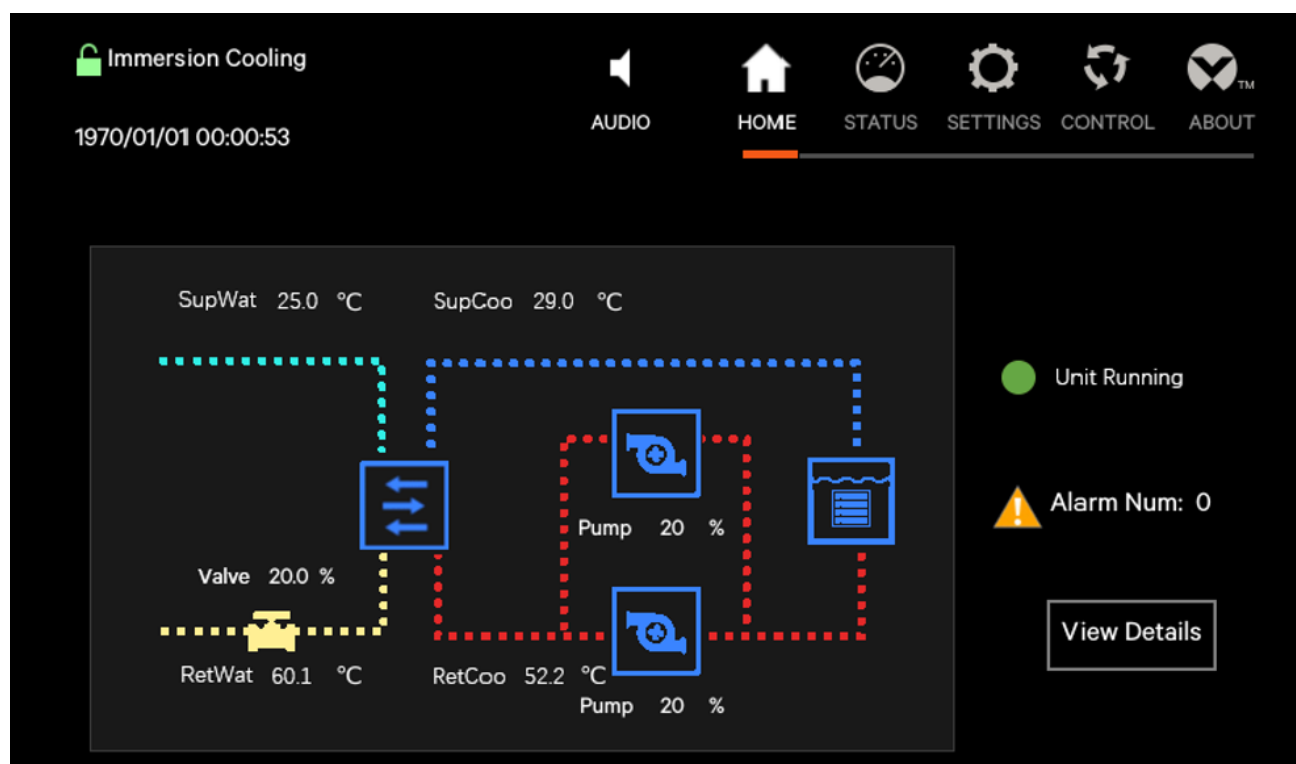 Immersion Cooling
1970/01/01 00:00:53
AUDIO
HOME
STATUS
SETTINGS
CONTROL
ABOUT
TM
SupWat 25.0 °C
SupCoo 29.0 °C
Unit Running
Pump 20 %
Alarm Num: 0
Valve 20.0 %
View Details
RetWat 60.1 °C
RetCoo 52.2 °C
Pump 20 %